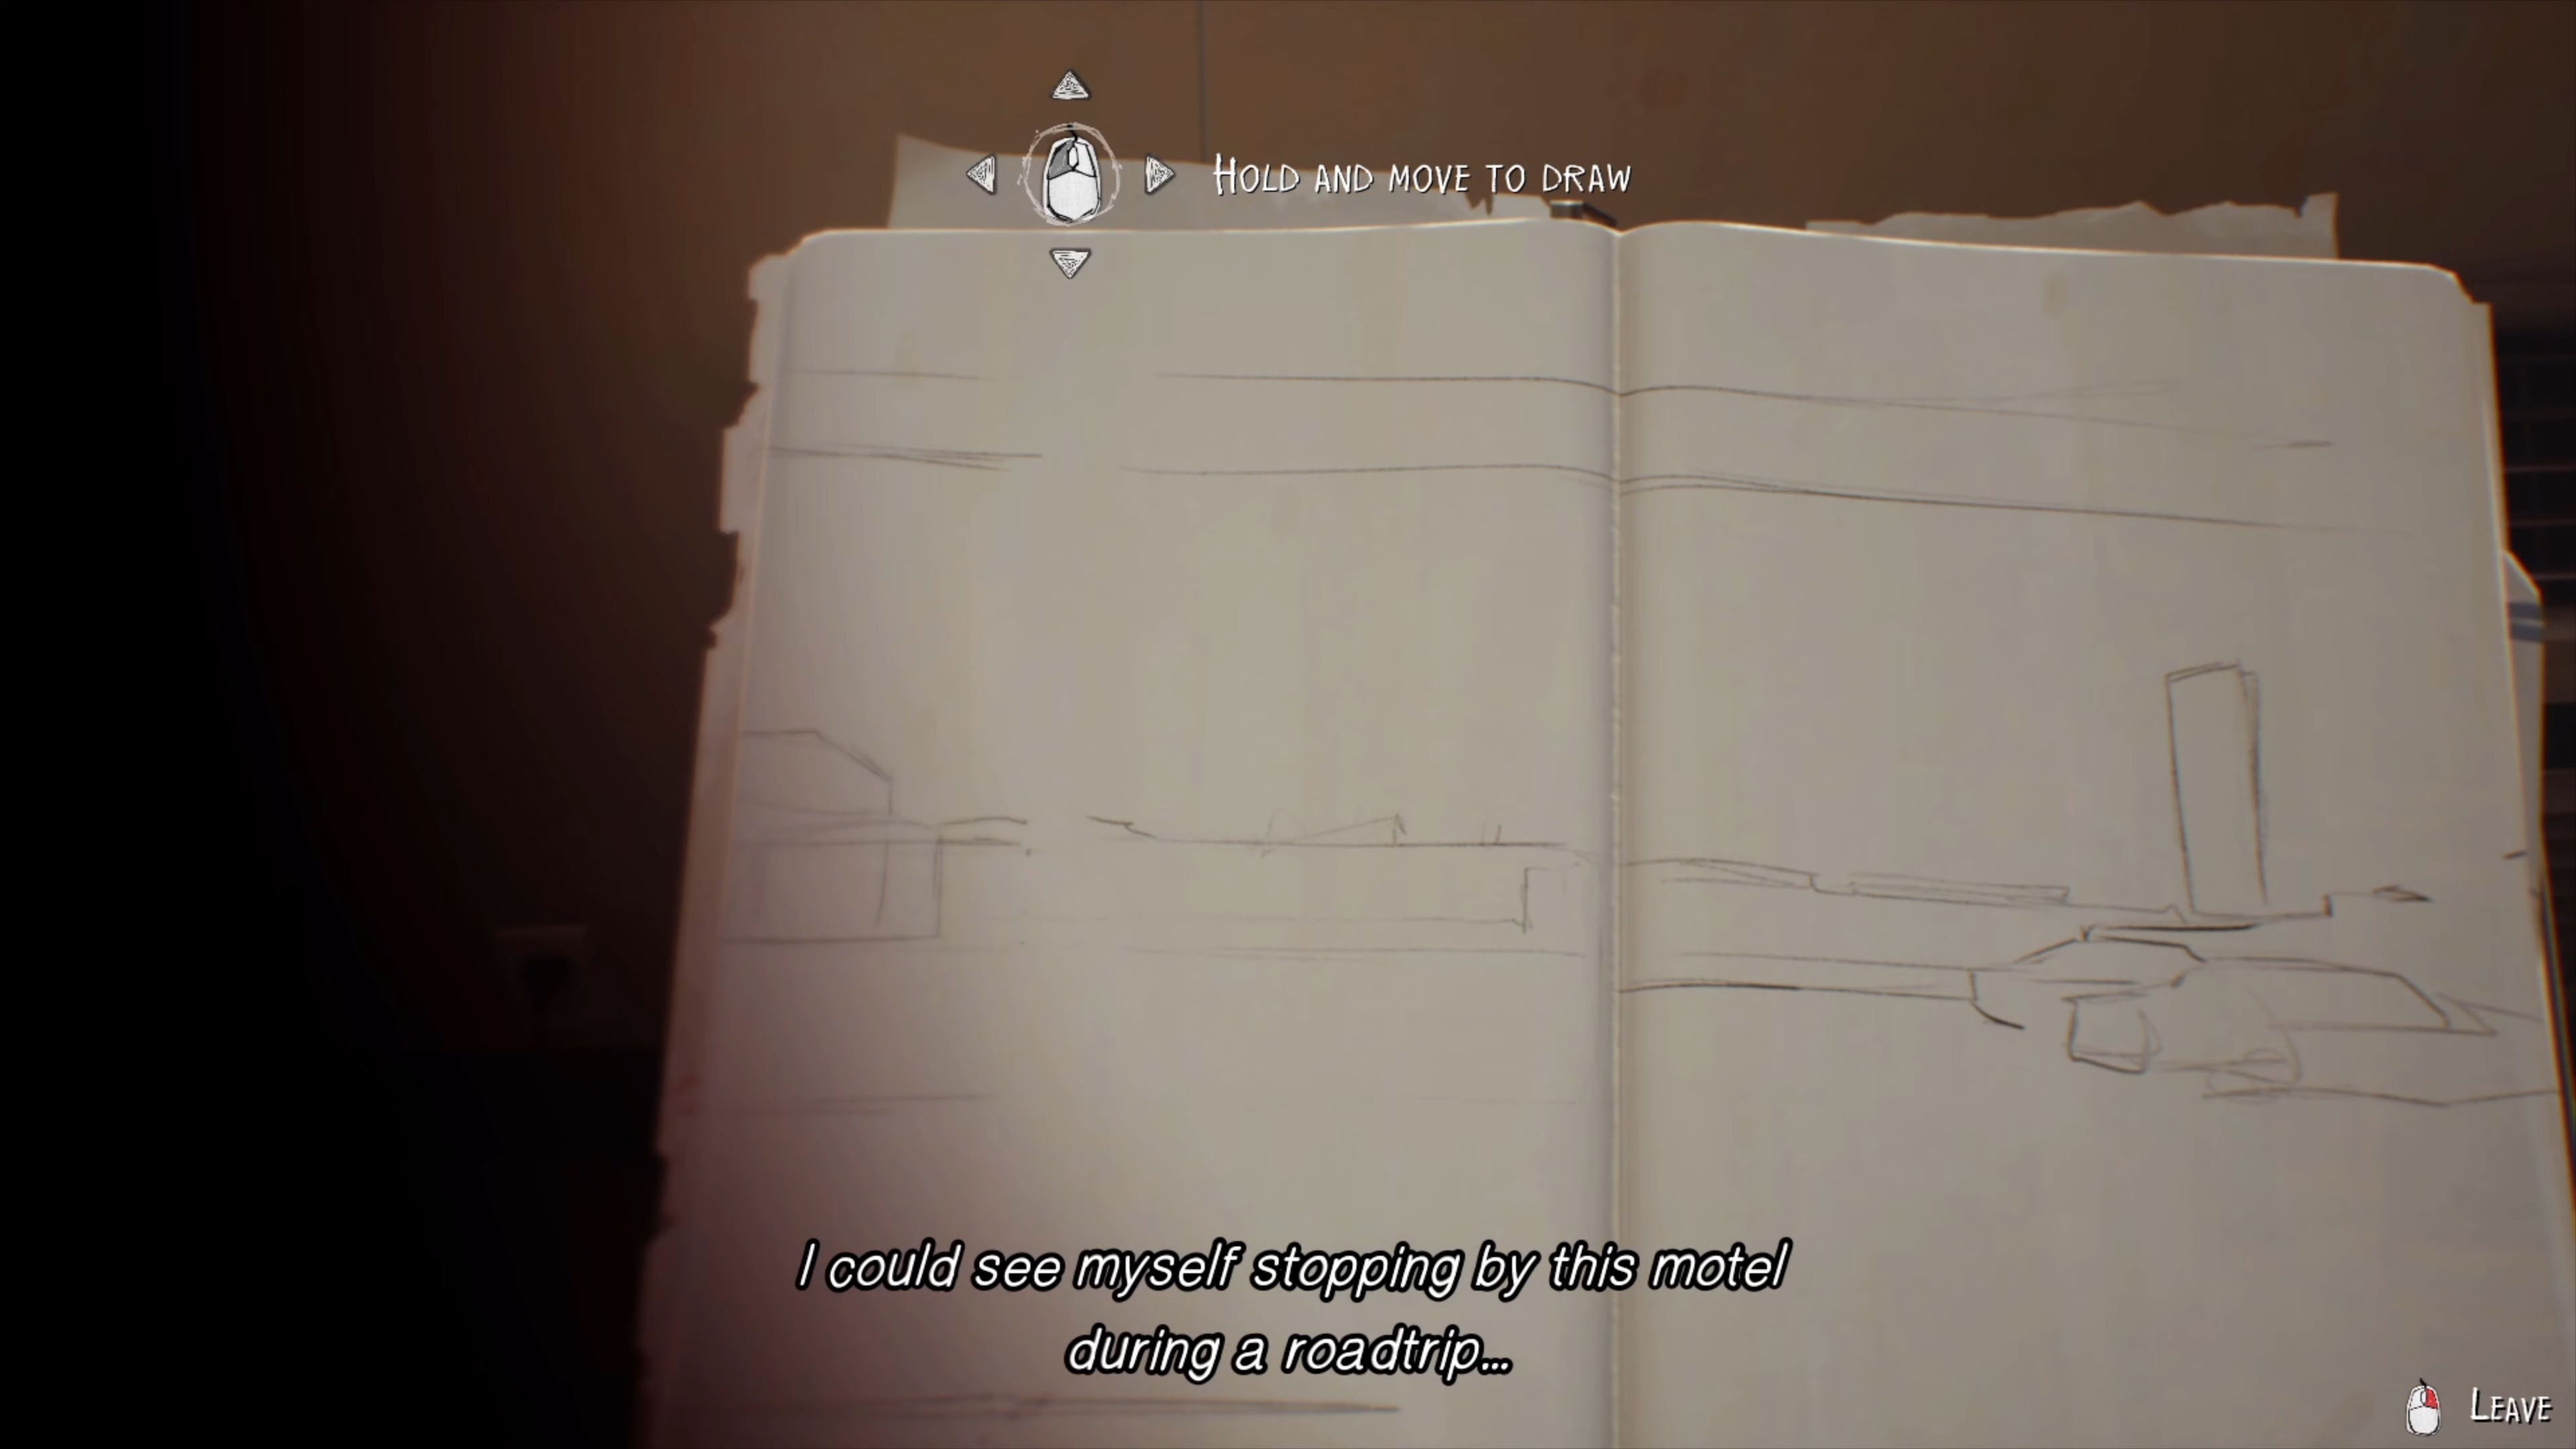 HOLD AND MOVE TO DRAW
I could see myself stopping by this motel
during a roadtrip...
LEAVE